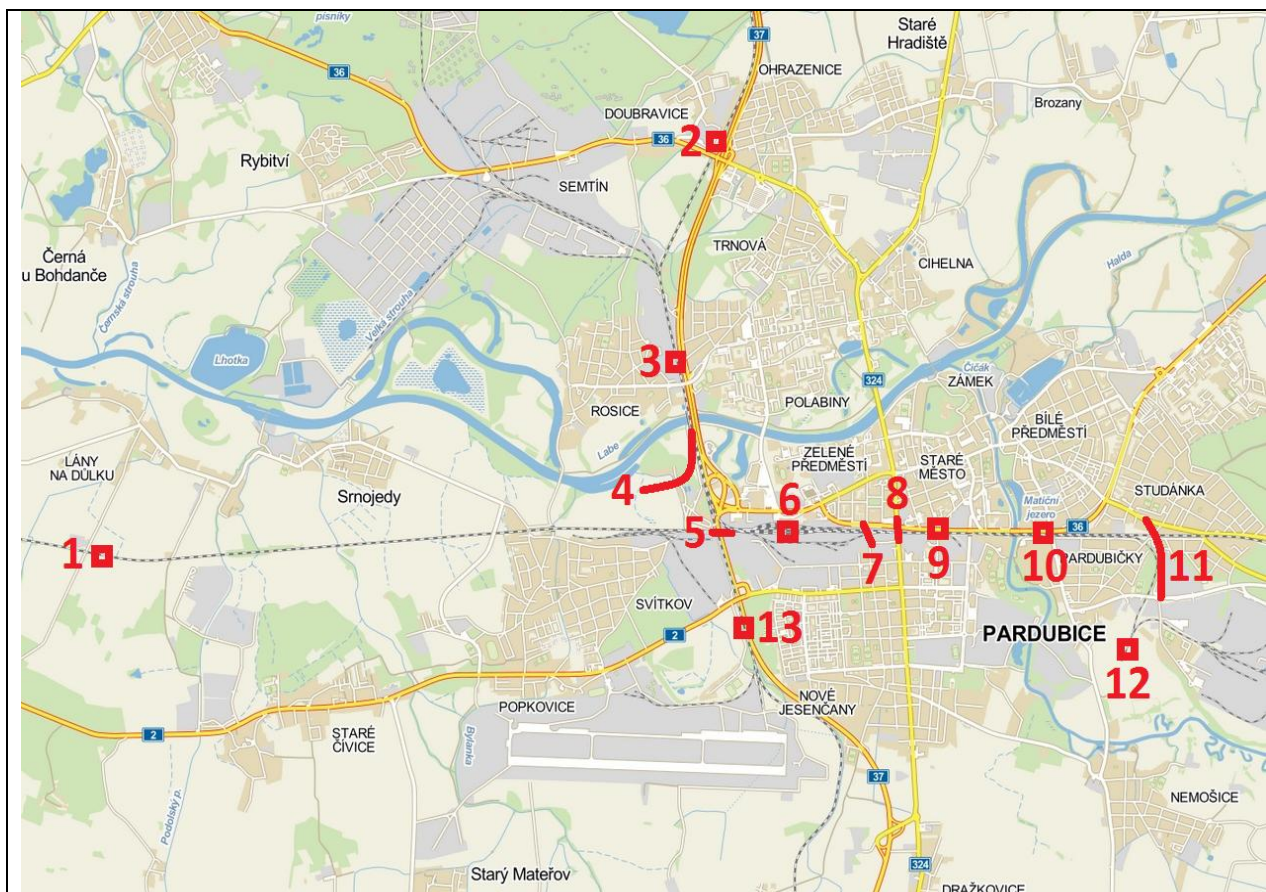 písníky
Staré
Hradiště
37
OHRAZENICE
36
Brozany
DOUBRAVICE
36
2
Rybitví
SEMTÍN
TRNOVÁ
Halda
Černá
u Bohdanče
CIHELNA
Černská strouha
Velká strouha
Lhotka
3
Čičák
ZÁMEK
324
POLABINY
ROSICE
BÍLÉ
PŘEDMĚSTÍ
Labe
ZELENÉ
PŘEDMĚSTÍ
STARÉ
MĚSTO
LÁNY
NA DŮLKU
Srnojedy
4
STUDÁNKA
Matiční
jezero
6
8
36
5
1
7
9
10
PARDUBIČKY
11
SVÍTKOV
2
13
PARDUBICE
12
POPKOVICE
NOVÉ
JESENČANY
2
STARÉ
ČÍVICE
Bylanka
37
Podolský p.
NEMOŠICE
Starý Mateřov
324
DRAŽKOVICE